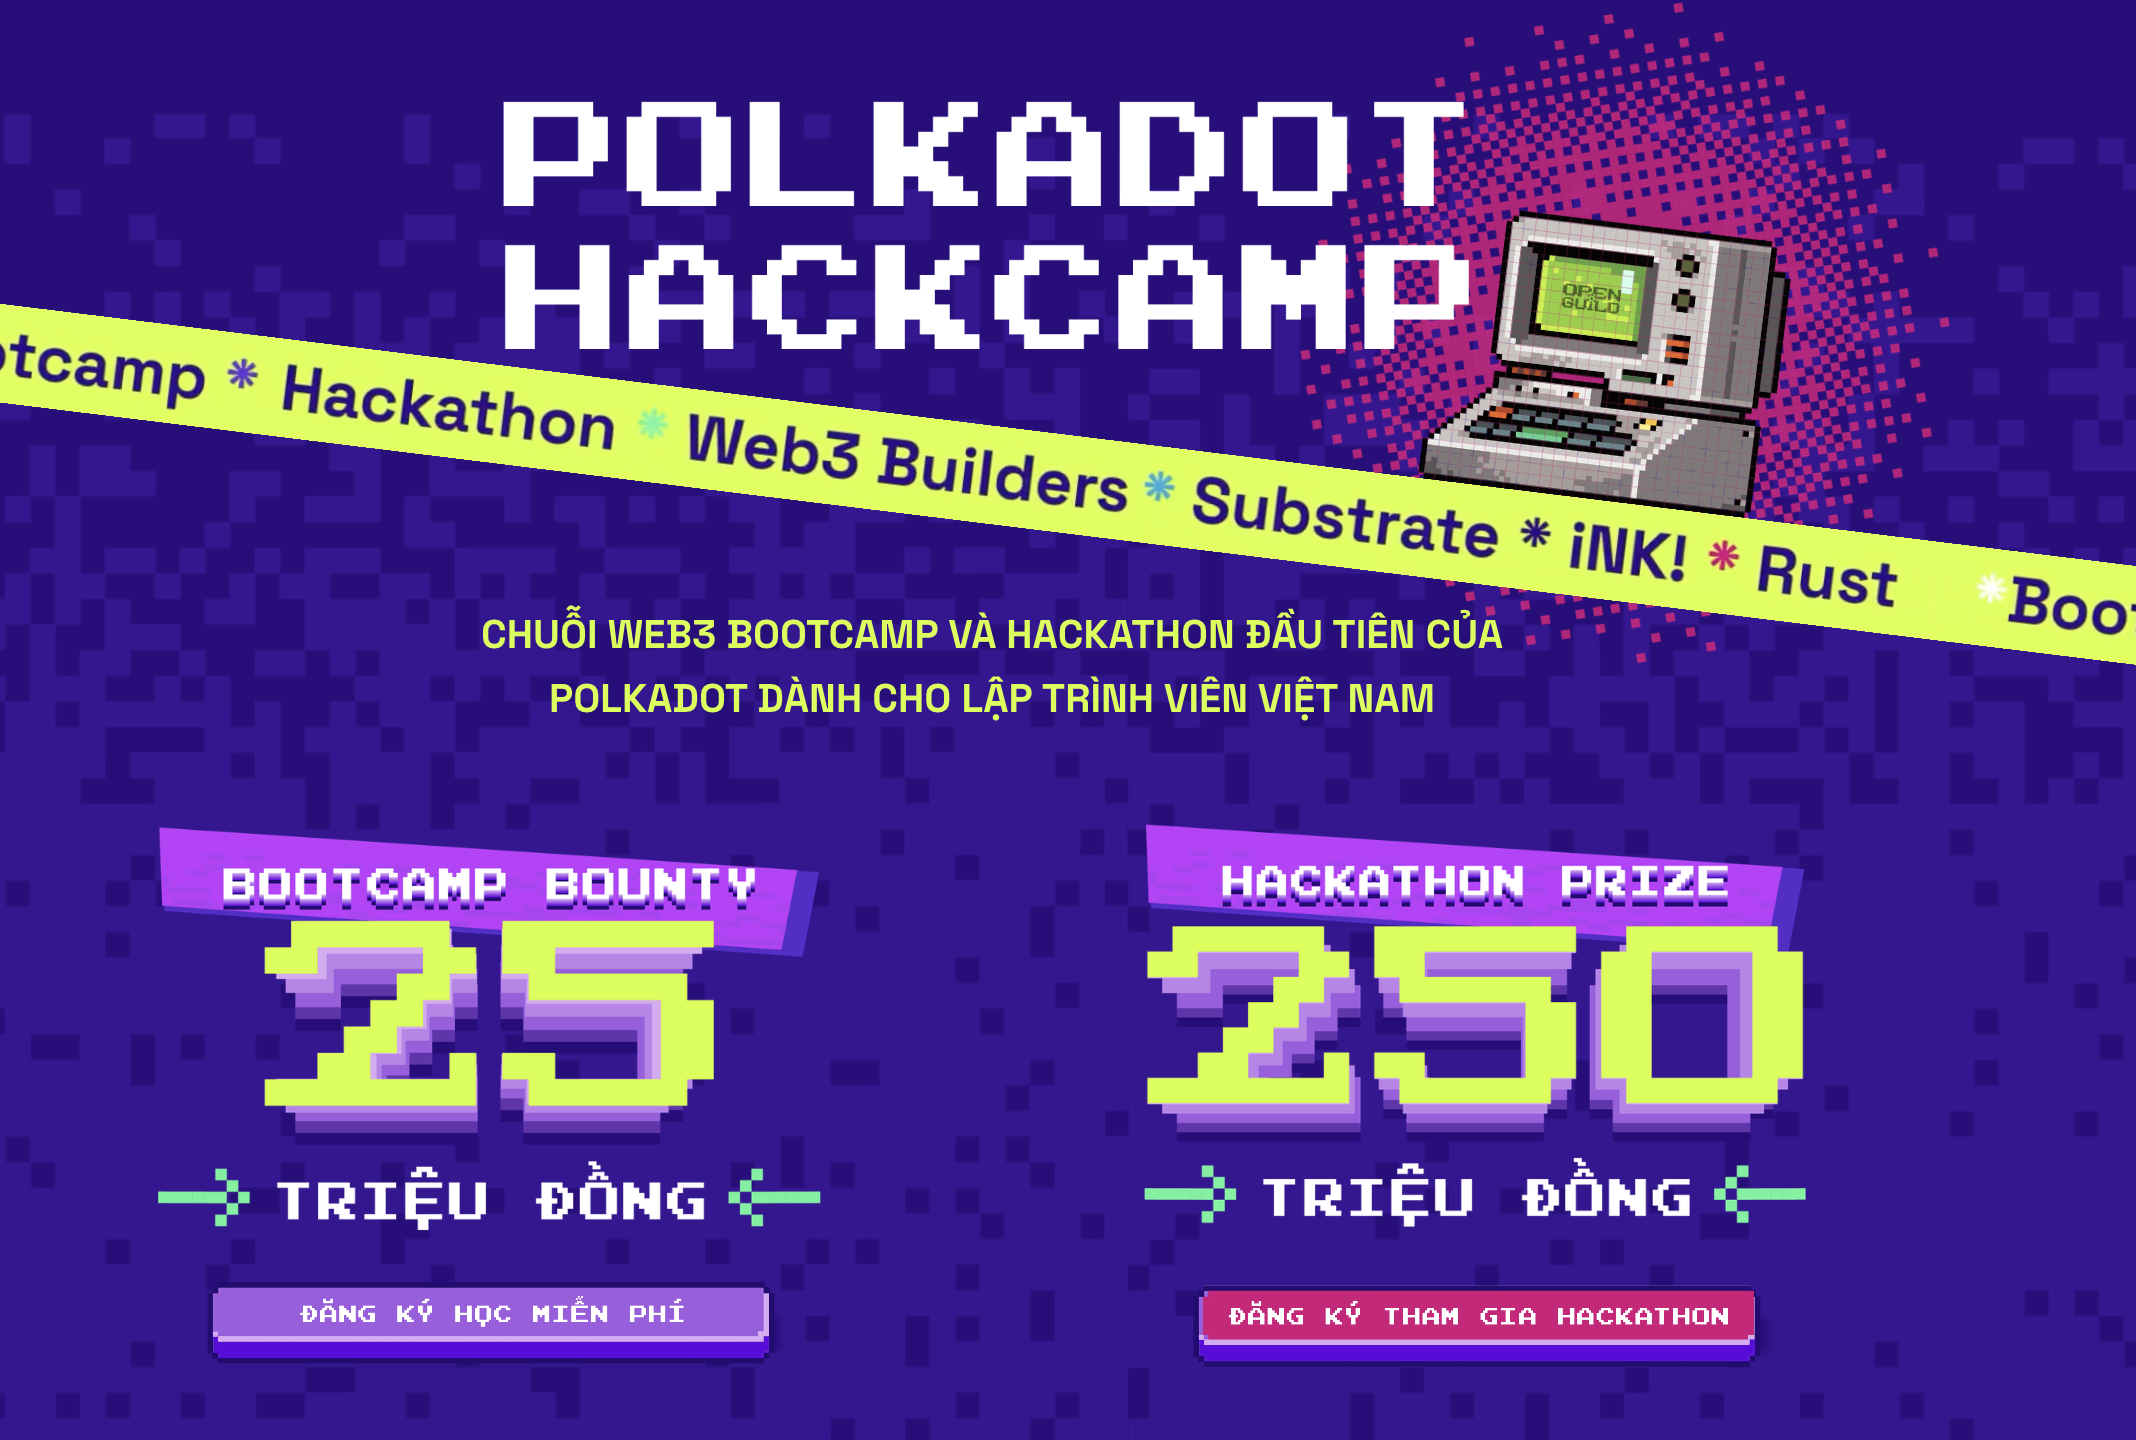 POLKADOT
HACKCAMP
OPEN
GUILD
otcamp * Hackathon * Web3 Builders * Substrate * iNK! * Rust *Boot
CHUỖI WEB3 BOOTCAMP VÀ HACKATHON ĐẦU TIÊN CỦA
POLKADOT DÀNH CHO LẬP TRÌNH VIÊN VIỆT NAM
BOOTCAMP BOUNTY
25
TRIỆU ĐỒNG
ĐĂNG KÝ HỌC MIỄN PHÍ
HACKATHON PRIZE
250
TRIỆU ĐỒNG
ĐĂNG KÝ THAM GIA HACKATHON